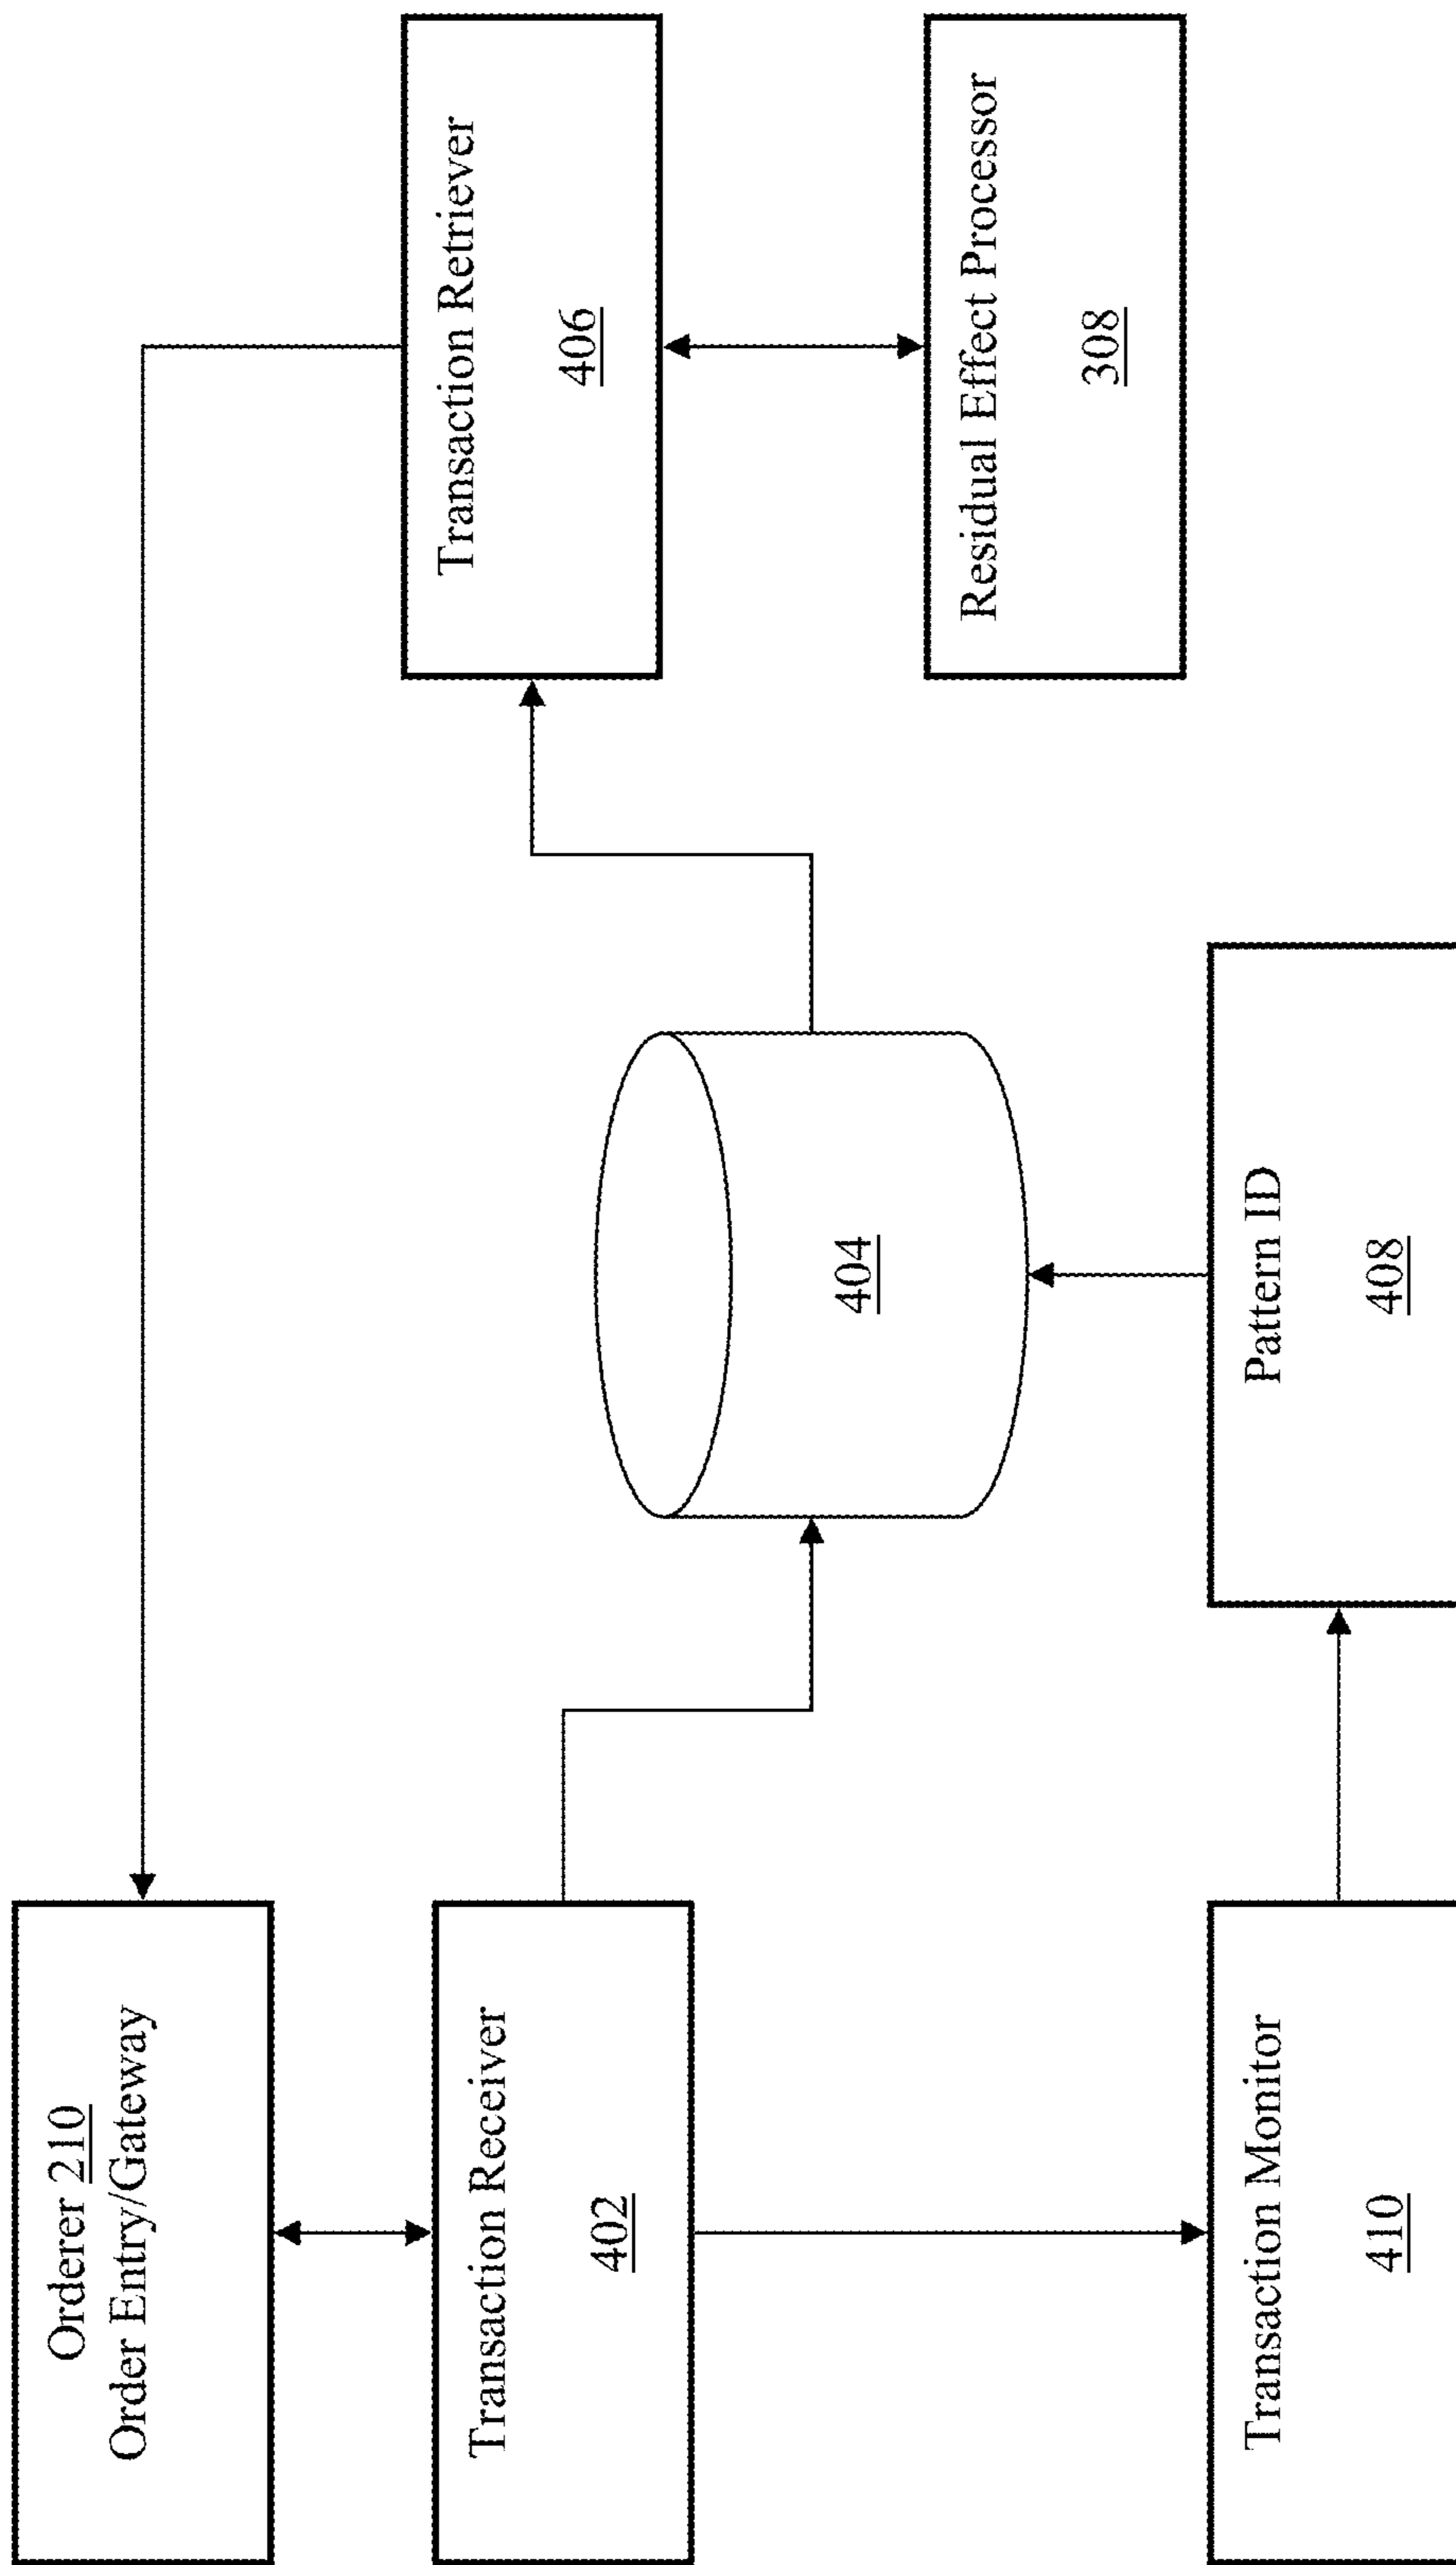 Orderer 210
Order Entry/Gateway
Transaction Receiver
402
Transaction Monitor
410
404
Pattern ID
408
Transaction Retriever
406
Residual Effect Processor
308